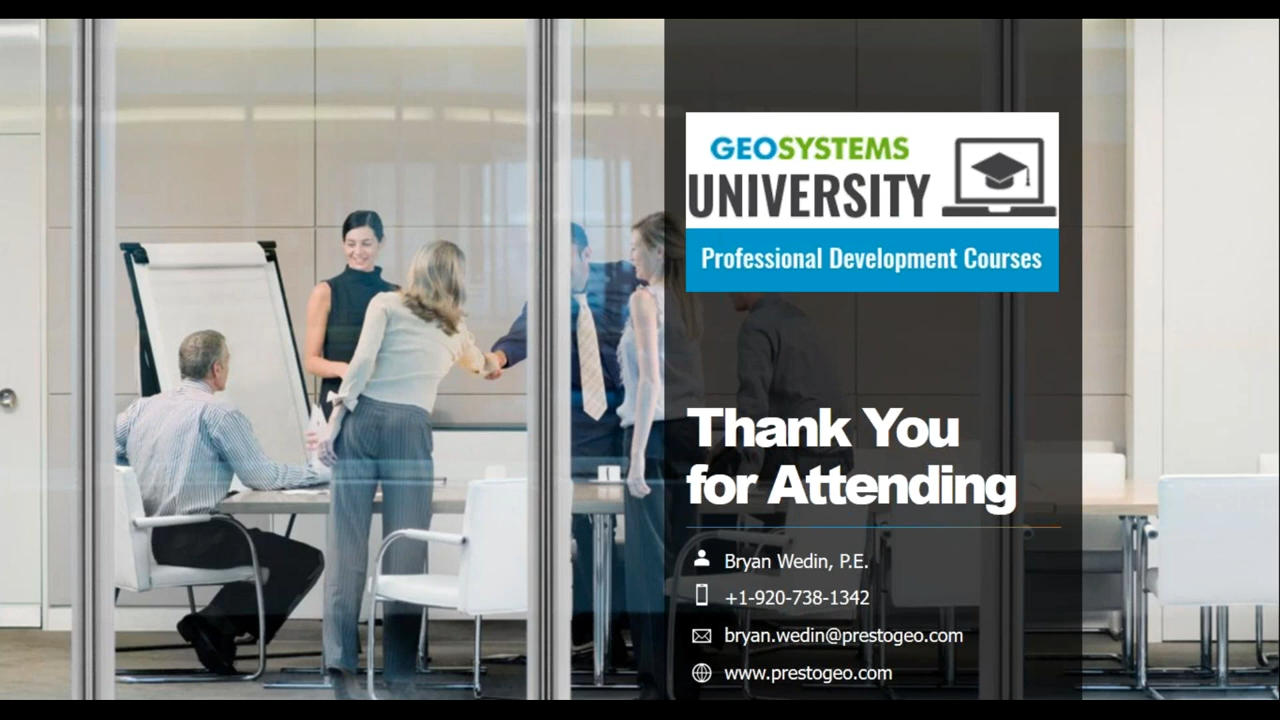 GEOSYSTEMS
UNIVERSITY
Professional Development Courses
Thank You
for Attending
Bryan Wedin, P.E.
+1-920-738-1342
bryan.wedin@prestogeo.com
www.prestogeo.com